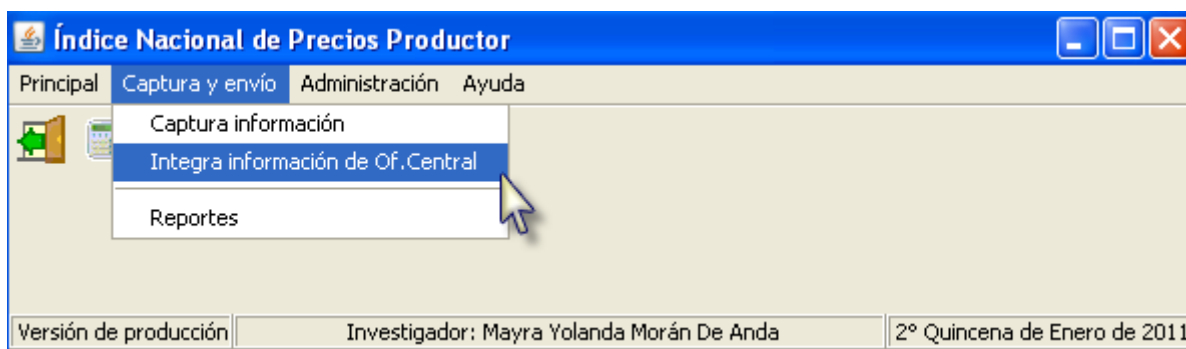 Índice Nacional de Precios Productor
Principal Captura y envío Administración Ayuda
Captura información
Integra información de Of.Central
Reportes
Versión de producción Investigador: Mayra Yolanda Morán De Anda 2º Quincena de Enero de 2011